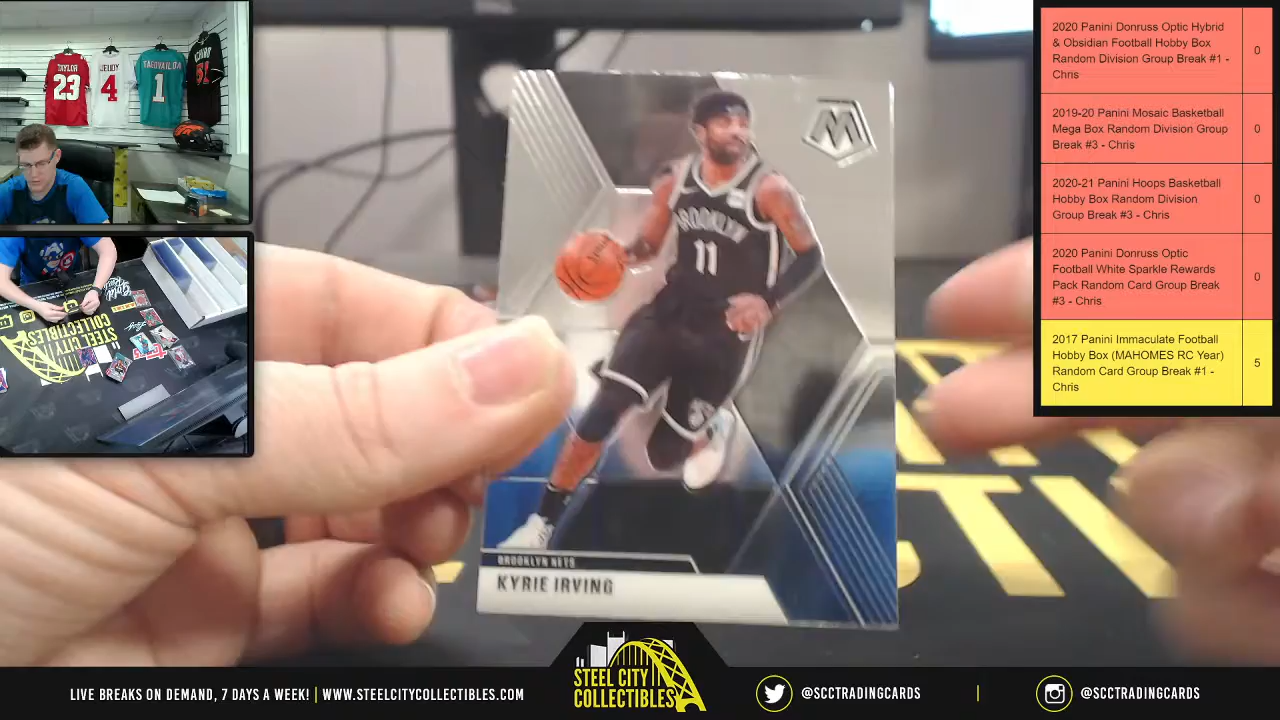 TAYLOR
23
JEUDY
4
TAGOVAILOA
1
2020 Panini Donruss Optic Hybrid
& Obsidian Football Hobby Box
Random Division Group Break #1 -
Chris
0
2019-20 Panini Mosaic Basketball
Mega Box Random Division Group
Break #3 - Chris
0
2020-21 Panini Hoops Basketball
Hobby Box Random Division
Group Break #3 - Chris
0
2020 Panini Donruss Optic
Football White Sparkle Rewards
Pack Random Card Group Break
#3 - Chris
0
2017 Panini Immaculate Football
Hobby Box (MAHOMES RC Year)
Random Card Group Break #1 -
Chris
5
M
BROOKLYN
11
BROOKLYN NETS
KYRIE IRVING
STEEL CITY
COLLECTIBLES
LIVE BREAKS ON DEMAND, 7 DAYS A WEEK! | WWW.STEELCITYCOLLECTIBLES.COM
STEEL CITY
COLLECTIBLES
@SCCTRADINGCARDS
|
@SCCTRADINGCARDS